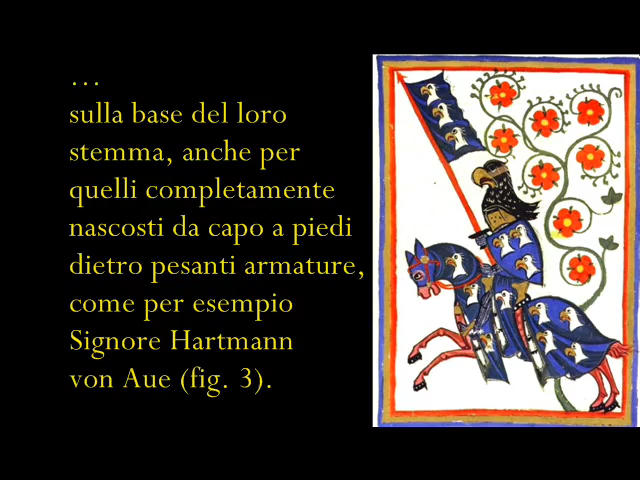 …
sulla base del loro
stemma, anche per
quelli completamente
nascosti da capo a piedi
dietro pesanti armature,
come per esempio
Signore Hartmann
von Aue (fig. 3).